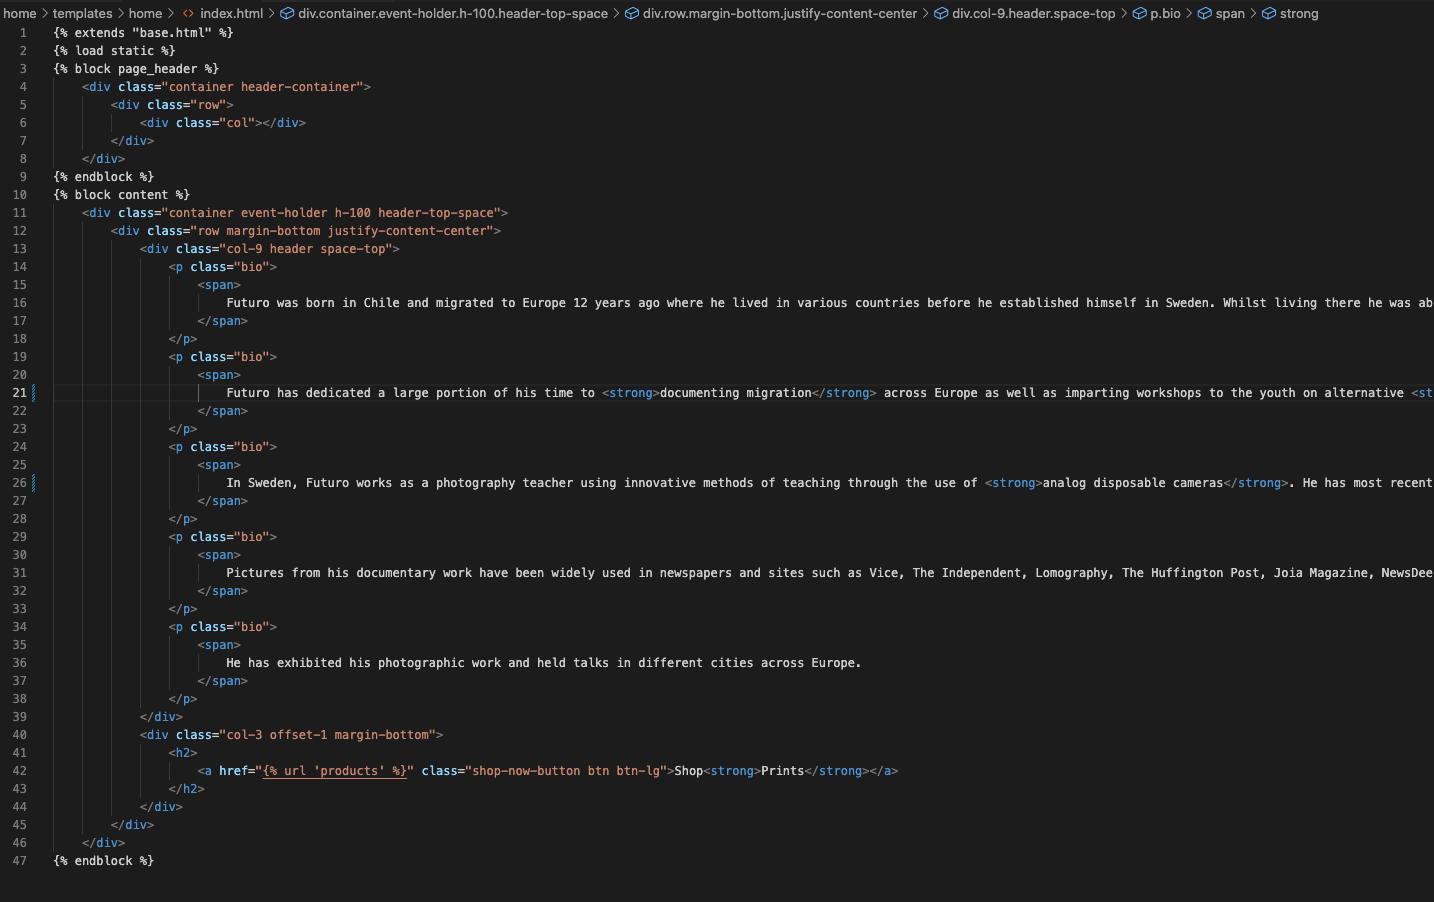 home > templates > home > <> index.html > div.container.event-holder.h-100.header-top-space > div.row.margin-bottom.justify-content-center > div.col-9.header.space-top > p.bio > span > strong
1 {% extends "base.html" %}
2 {% load static %}
3 {% block page_header %}
4 <div class="container header-container">
5 <div class="row">
6 <div class="col"></div>
7 </div>
8 </div>
9 {% endblock %}
10 {% block content %}
11 <div class="container event-holder h-100 header-top-space">
12 <div class="row margin-bottom justify-content-center">
13 <div class="col-9 header space-top">
14 <p class="bio">
15 <span>
16 Futuro was born in Chile and migrated to Europe 12 years ago where he lived in various countries before he established himself in Sweden. Whilst living there he was ab
17 </span>
18 </p>
19 <p class="bio">
20 <span>
21 Futuro has dedicated a large portion of his time to <strong>documenting migration</strong> across Europe as well as imparting workshops to the youth on alternative <st
22 </span>
23 </p>
24 <p class="bio">
25 <span>
26 In Sweden, Futuro works as a photography teacher using innovative methods of teaching through the use of <strong>analog disposable cameras</strong>. He has most recent
27 </span>
28 </p>
29 <p class="bio">
30 <span>
31 Pictures from his documentary work have been widely used in newspapers and sites such as Vice, The Independent, Lomography, The Huffington Post, Joia Magazine, NewsDee
32 </span>
33 </p>
34 <p class="bio">
35 <span>
36 He has exhibited his photographic work and held talks in different cities across Europe.
37 </span>
38 </p>
39 </div>
40 <div class="col-3 offset-1 margin-bottom">
41 <h2>
42 <a href="{% url 'products' %}" class="shop-now-button btn btn-lg">Shop<strong>Prints</strong></a>
43 </h2>
44 </div>
45 </div>
46 </div>
47 {% endblock %}